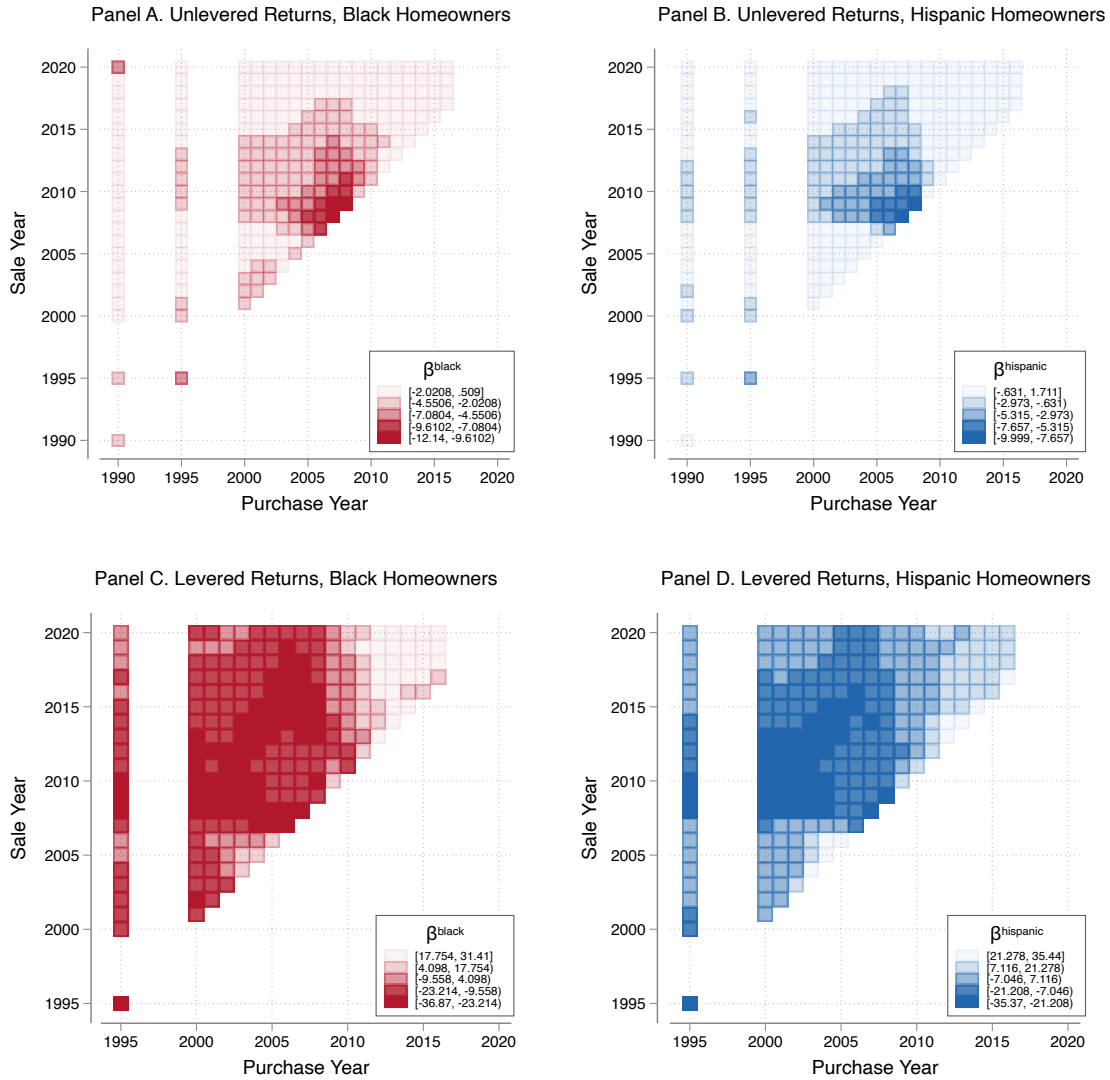 Panel A. Unlevered Returns, Black Homeowners
Sale Year
2020
2015
2010
2005
2000
1995
1990
β^black
[-2.0208, .509]
[-4.5506, -2.0208)
[-7.0804, -4.5506)
[-9.6102, -7.0804)
[-12.14, -9.6102)
1990 1995 2000 2005 2010 2015 2020
Purchase Year
Panel B. Unlevered Returns, Hispanic Homeowners
Sale Year
2020
2015
2010
2005
2000
1995
1990
β^hispanic
[-.631, 1.711]
[-2.973, -.631)
[-5.315, -2.973)
[-7.657, -5.315)
[-9.999, -7.657)
1990 1995 2000 2005 2010 2015 2020
Purchase Year
Panel C. Levered Returns, Black Homeowners
Sale Year
2020
2015
2010
2005
2000
1995
β^black
[17.754, 31.41]
[4.098, 17.754)
[-9.558, 4.098)
[-23.214, -9.558)
[-36.87, -23.214)
1995 2000 2005 2010 2015 2020
Purchase Year
Panel D. Levered Returns, Hispanic Homeowners
Sale Year
2020
2015
2010
2005
2000
1995
β^hispanic
[21.278, 35.44]
[7.116, 21.278)
[-7.046, 7.116)
[-21.208, -7.046)
[-35.37, -21.208)
1995 2000 2005 2010 2015 2020
Purchase Year